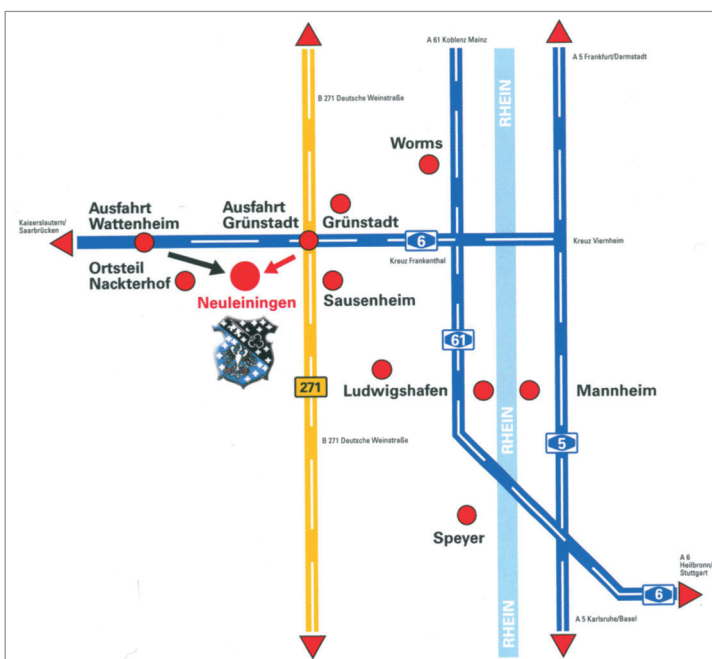 A 61 Koblenz Mainz
A 5 Frankfurt/Darmstadt
RHEIN
B 271 Deutsche Weinstraße
Worms
Kaiserslautern/
Saarbrücken
Ausfahrt
Wattenheim
Ausfahrt
Grünstadt
Grünstadt
6
Kreuz Viernheim
Kreuz Frankenthal
Ortsteil
Nackterhof
Neuleiningen
Sausenheim
61
271
Ludwigshafen
RHEIN
Mannheim
B 271 Deutsche Weinstraße
5
Speyer
A 6
Heilbronn/
Stuttgart
6
RHEIN
A 5 Karlsruhe/Basel